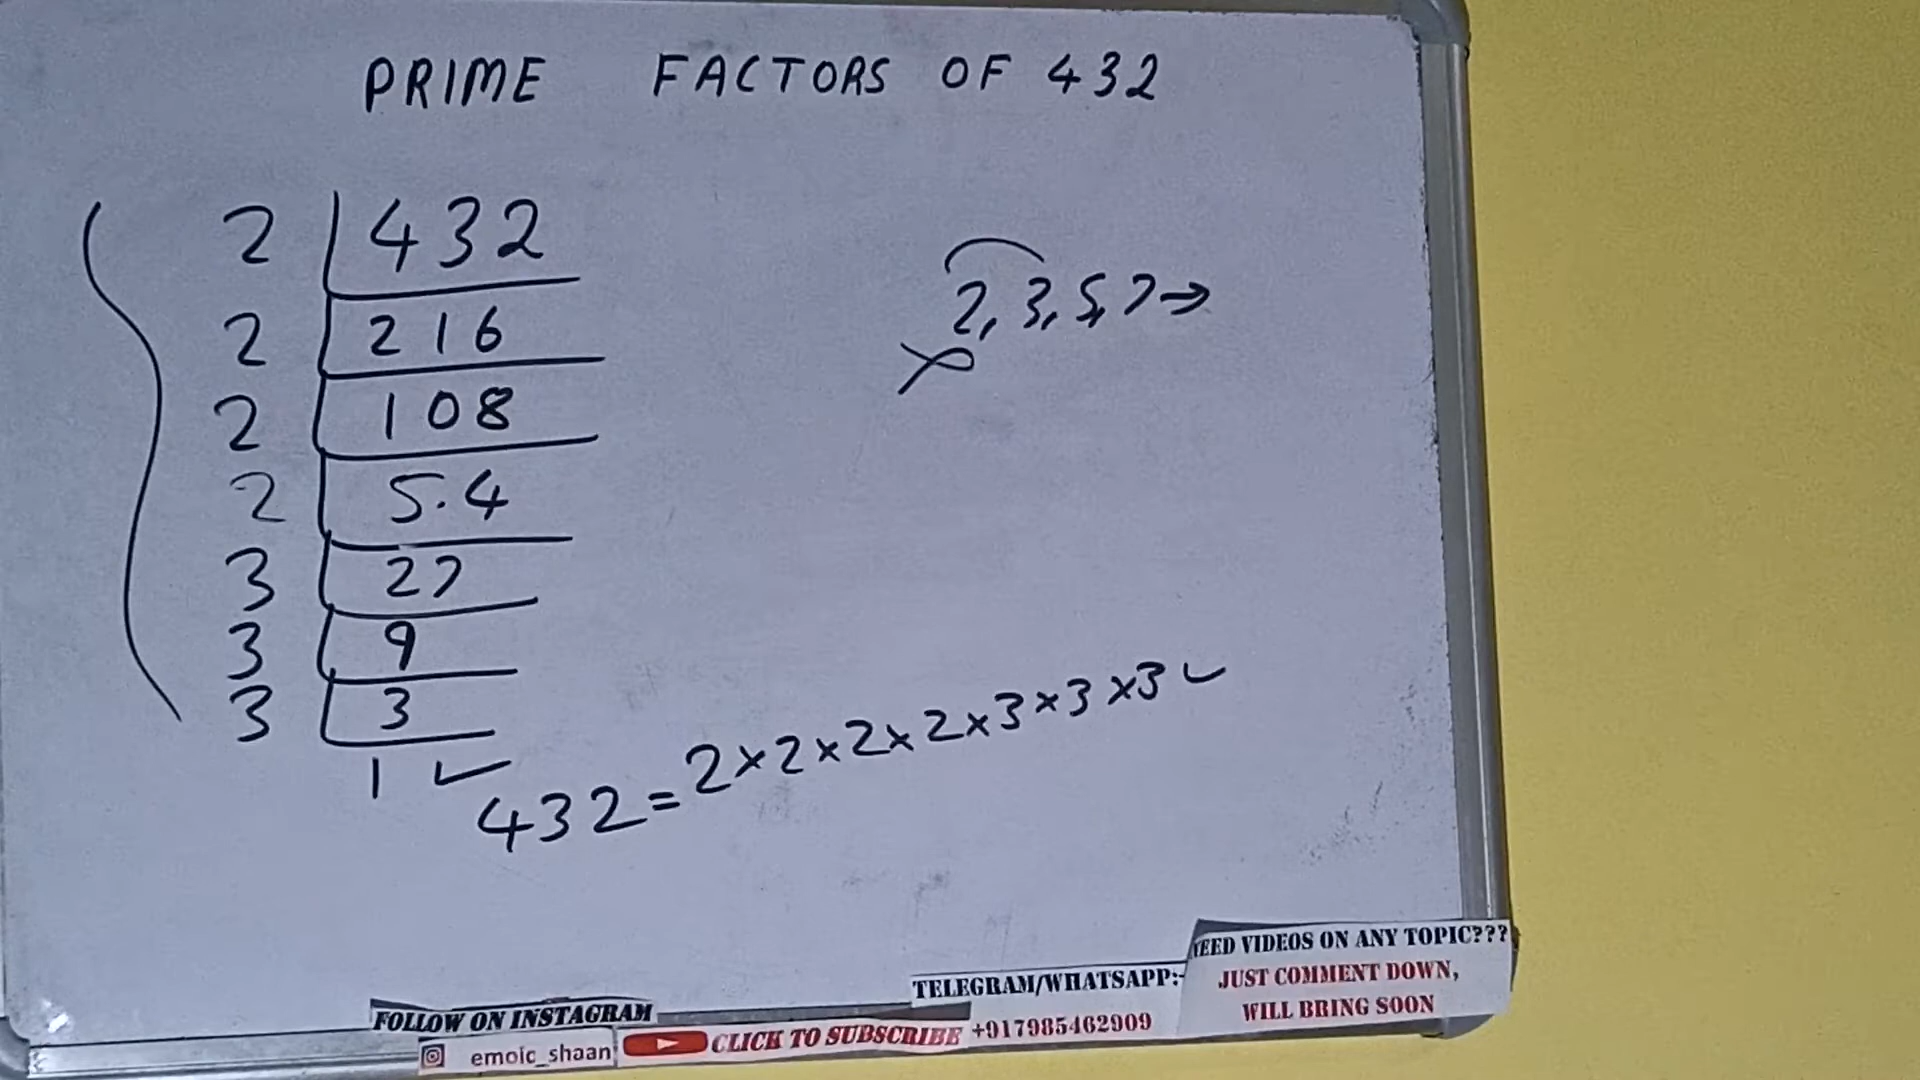 PRIME FACTORS OF 432
2 | 432
2 | 216
2 | 108
2 | 5.4
3 | 27
3 | 9
3 | 3
1 ✓
2, 3, 5, 7 →
432 = 2 × 2 × 2 × 2 × 3 × 3 × 3 ✓
NEED VIDEOS ON ANY TOPIC???
JUST COMMENT DOWN,
WILL BRING SOON
TELEGRAM/WHATSAPP:-
+917985462909
FOLLOW ON INSTAGRAM
emoic_shaan
CLICK TO SUBSCRIBE